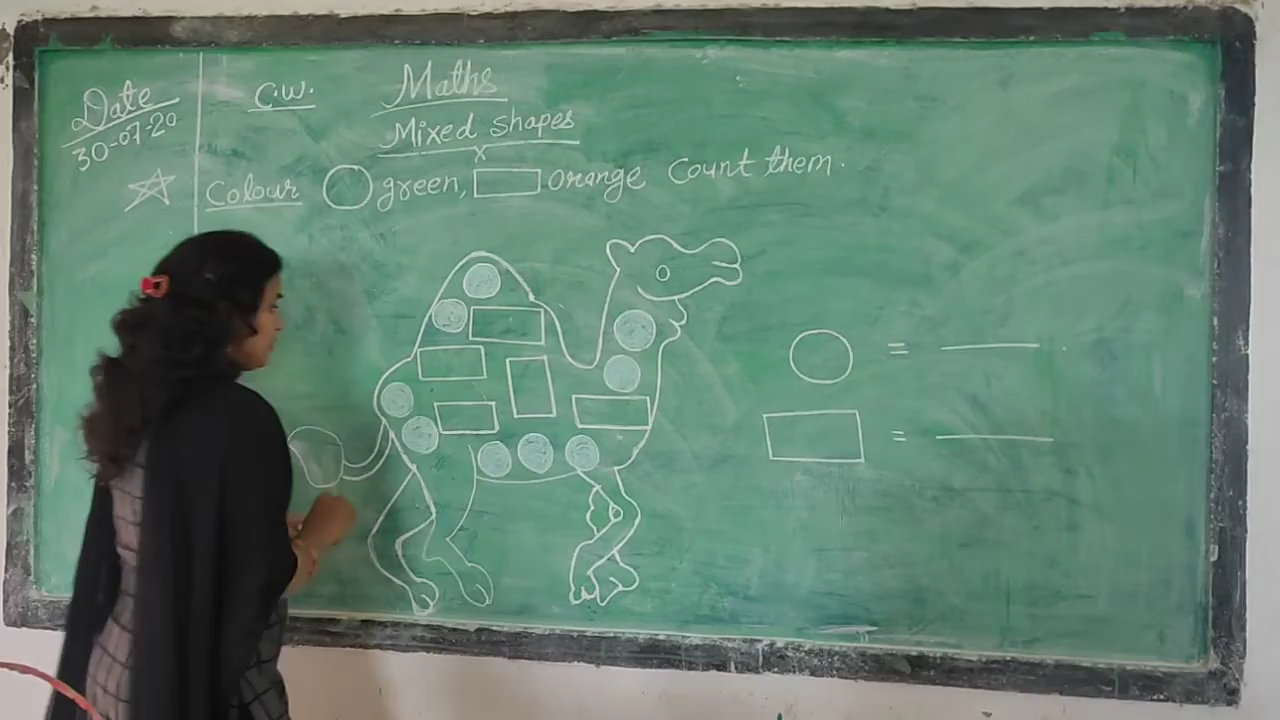 Date
30-07-20
C.W.
Maths
Mixed shapes
x
Colour green, Orange Count them.
=
=